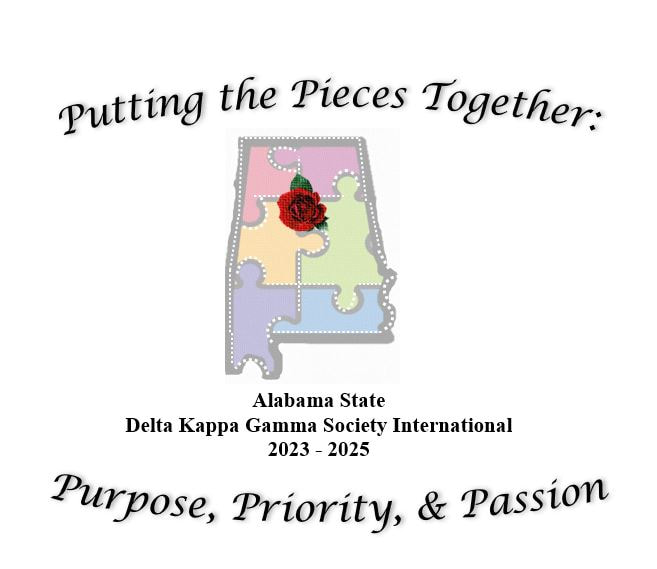 Putting the Pieces Together:
Alabama State
Delta Kappa Gamma Society International
2023 - 2025
Purpose, Priority, & Passion